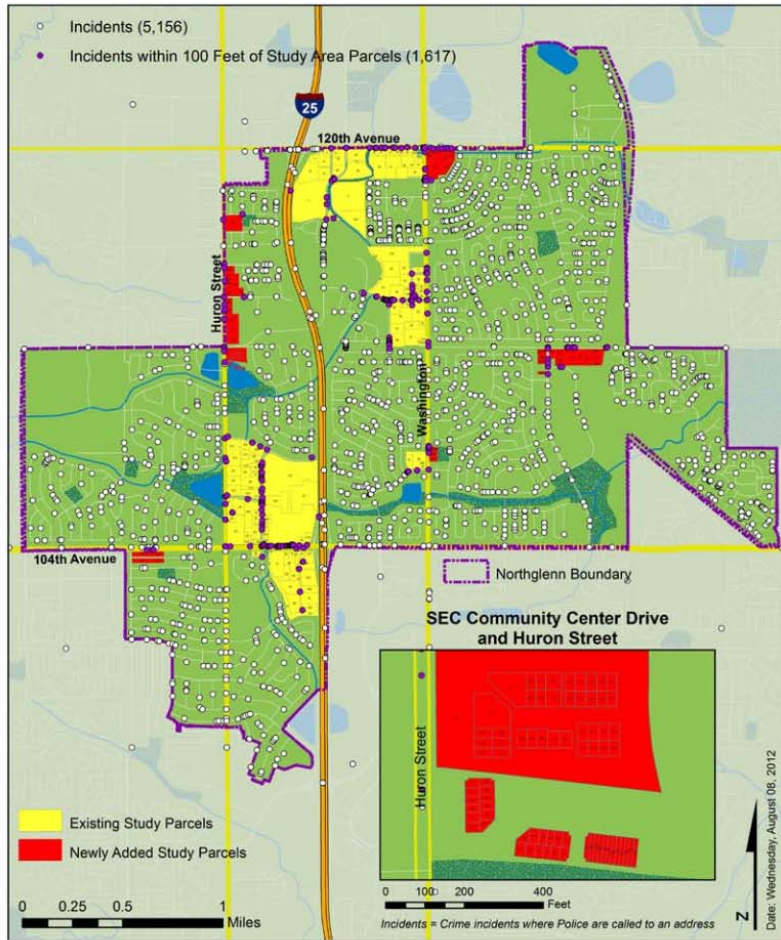 Incidents (5,156)
Incidents within 100 Feet of Study Area Parcels (1,617)
25
120th Avenue
Huron Street
Washington
104th Avenue
Northglenn Boundary
SEC Community Center Drive
and Huron Street
Huron Street
Existing Study Parcels
Newly Added Study Parcels
0 0.25 0.5 1
Miles
0 100 200 400
Feet
Incidents = Crime incidents where Police are called to an address
N
Date: Wednesday, August 08, 2012